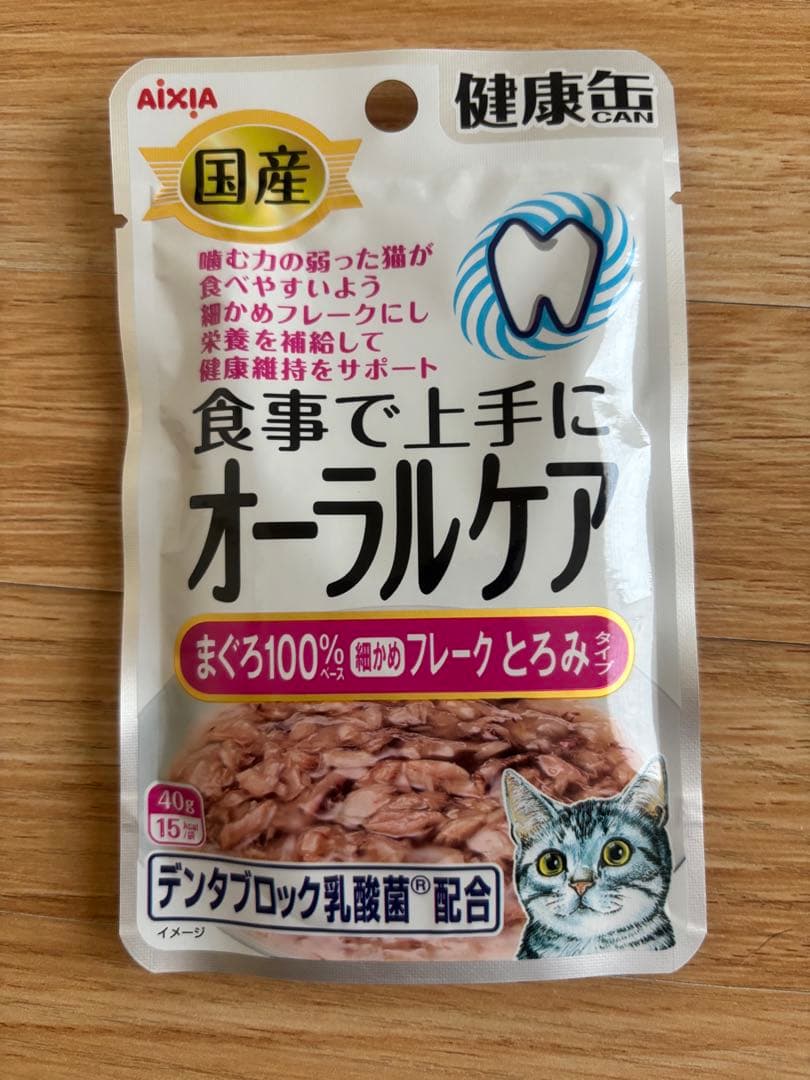 AIXIA
健康缶
CAN
国産
噛む力の弱った猫が
食べやすいよう
細かめフレークにし
栄養を補給して
健康維持をサポート
食事で上手に
オーラルケア
まぐろ100%ベース 細かめ フレーク とろみタイプ
40g
15kcal/袋
デンタブロック乳酸菌®配合
イメージ